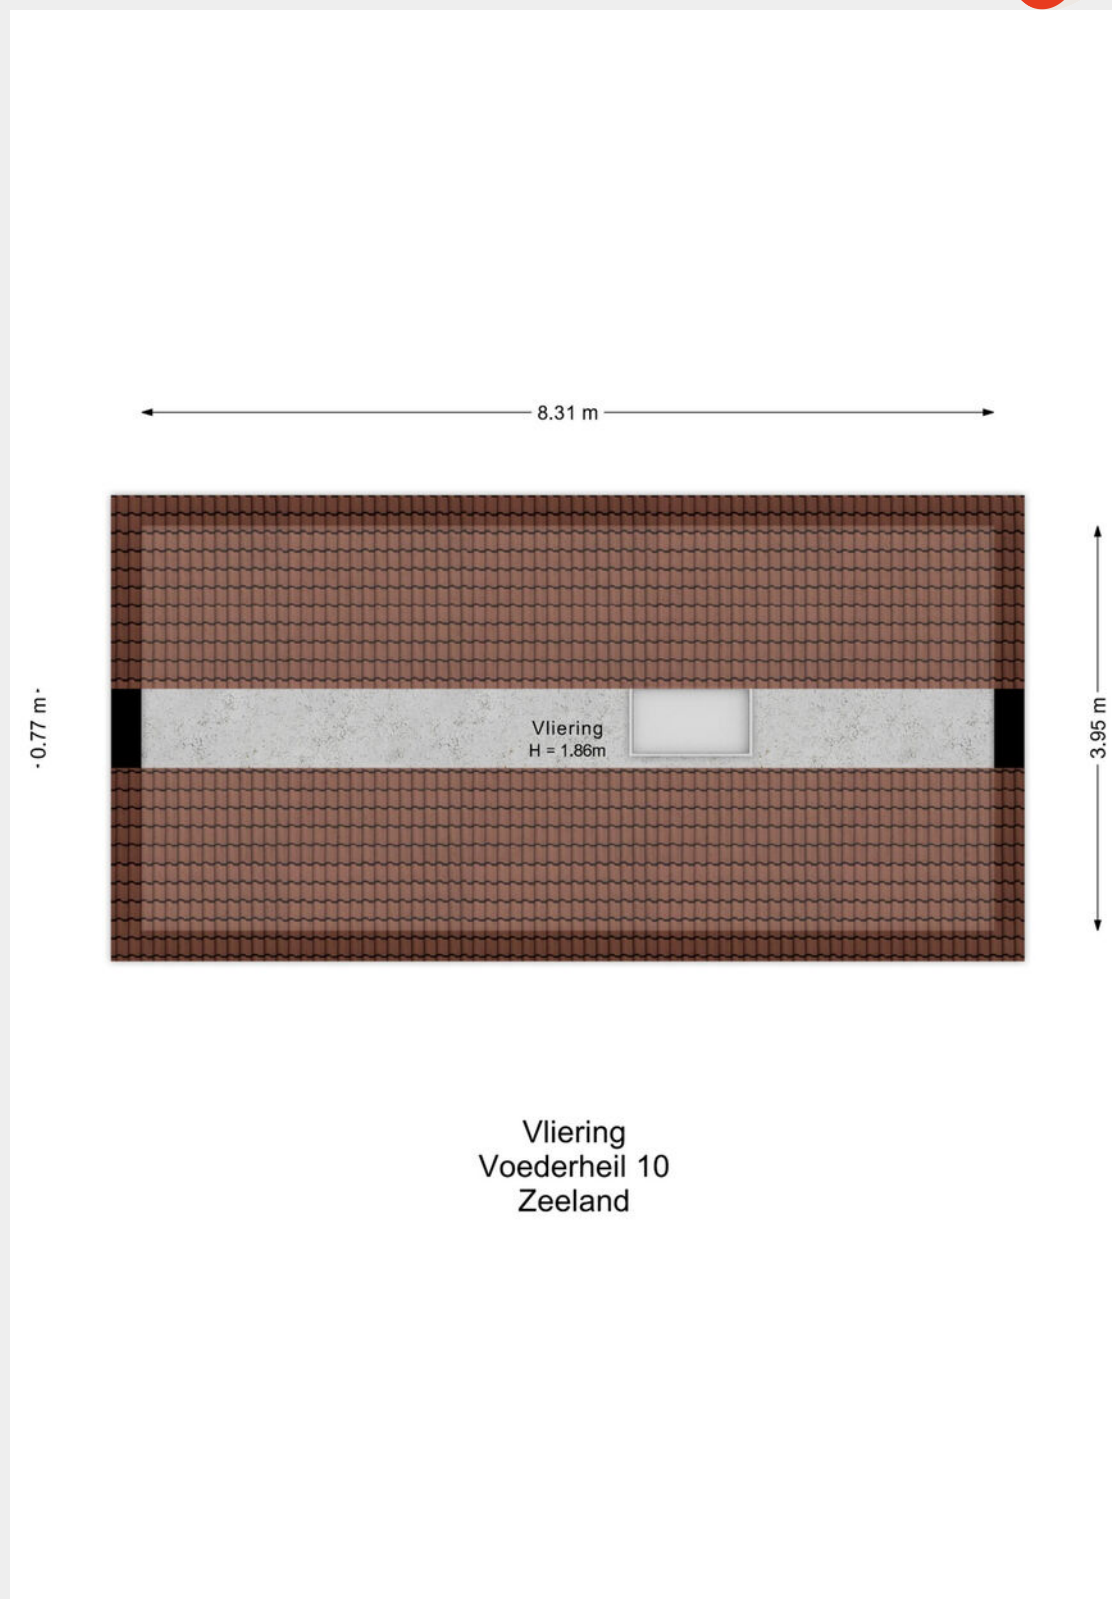 8.31 m
0.77 m
3.95 m
Vliering
H = 1.86m
Vliering
Voederheil 10
Zeeland